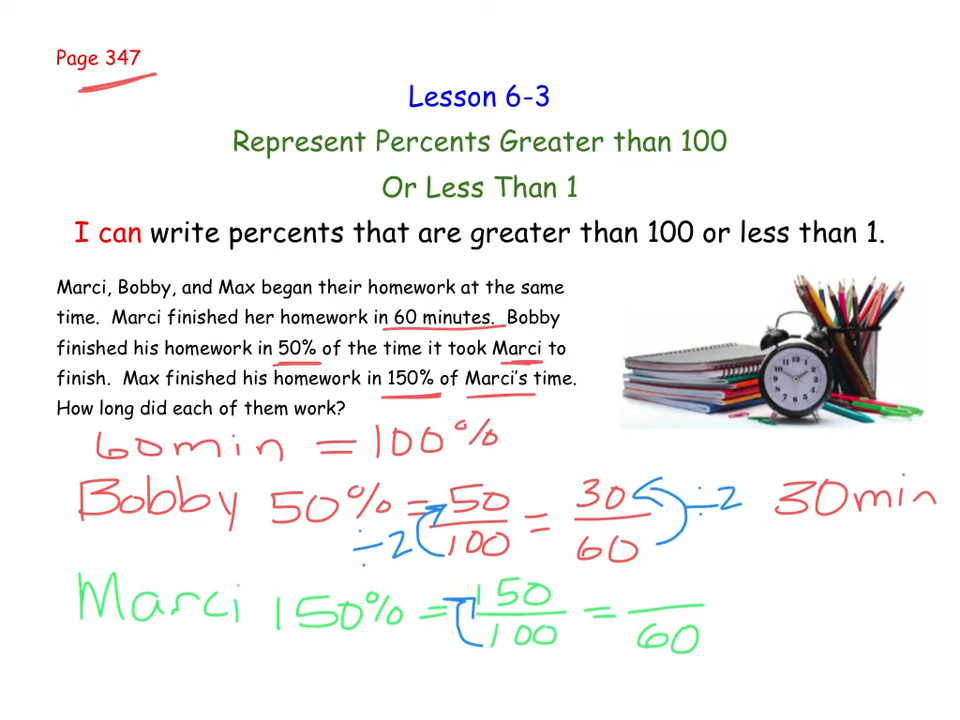 Page 347
Lesson 6-3
Represent Percents Greater than 100
Or Less Than 1
I can write percents that are greater than 100 or less than 1.
Marci, Bobby, and Max began their homework at the same
time. Marci finished her homework in 60 minutes. Bobby
finished his homework in 50% of the time it took Marci to
finish. Max finished his homework in 150% of Marci's time.
How long did each of them work?
60min = 100%
Bobby 50% = 50/100 = 30/60 ÷2 30min
÷2
Marci 150% = 150/100 = /60